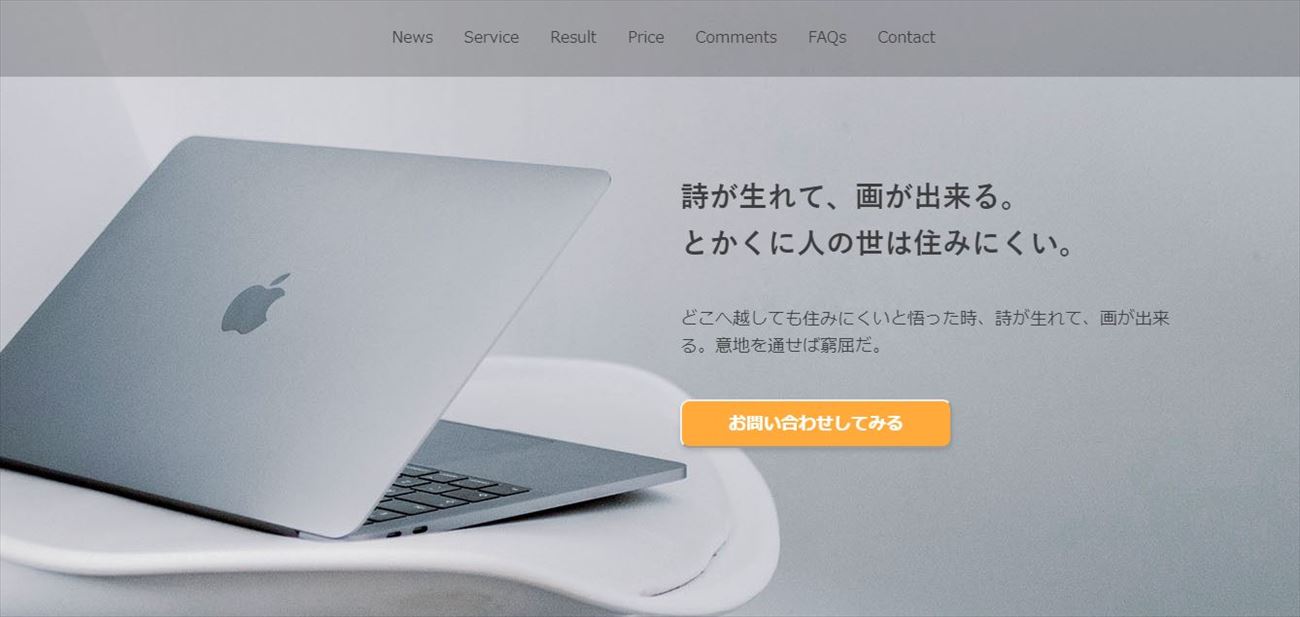 News Service Result Price Comments FAQs Contact
詩が生れて、画が出来る。
とかくに人の世は住みにくい。
どこへ越しても住みにくいと悟った時、詩が生れて、画が出来
る。意地を通せば窮屈だ。
お問い合わせしてみる